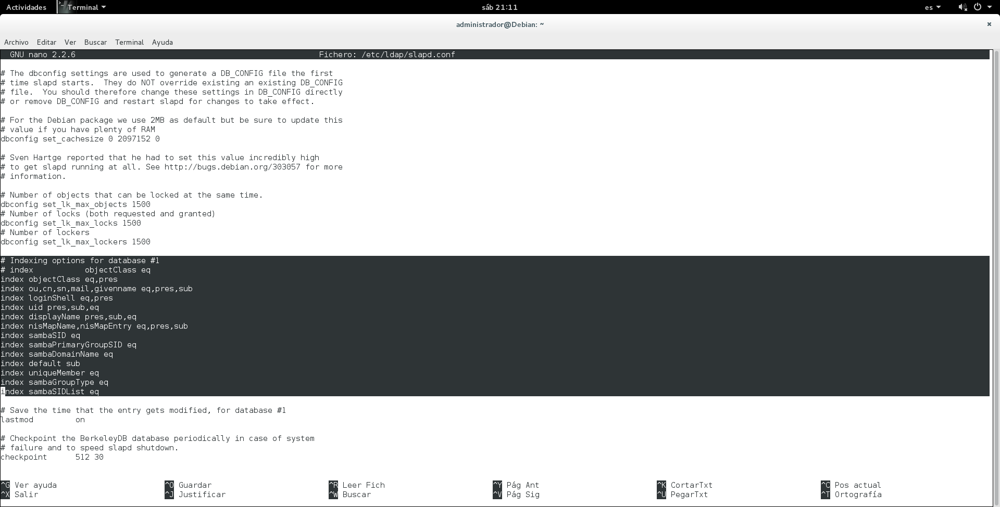 Actividades Terminal sáb 21:11 es
administrador@Debian: ~
Archivo Editar Ver Buscar Terminal Ayuda
GNU nano 2.2.6 Fichero: /etc/ldap/slapd.conf
# The dbconfig settings are used to generate a DB_CONFIG file the first
# time slapd starts.  They do NOT override existing an existing DB_CONFIG
# file.  You should therefore change these settings in DB_CONFIG directly
# or remove DB_CONFIG and restart slapd for changes to take effect.
# For the Debian package we use 2MB as default but be sure to update this
# value if you have plenty of RAM
dbconfig set_cachesize 0 2097152 0
# Sven Hartge reported that he had to set this value incredibly high
# to get slapd running at all. See http://bugs.debian.org/303057 for more
# information.
# Number of objects that can be locked at the same time.
dbconfig set_lk_max_objects 1500
# Number of locks (both requested and granted)
dbconfig set_lk_max_locks 1500
# Number of lockers
dbconfig set_lk_max_lockers 1500
# Indexing options for database #1
# index           objectClass eq
index objectClass eq,pres
index ou,cn,sn,mail,givenname eq,pres,sub
index loginShell eq,pres
index uid pres,sub,eq
index displayName pres,sub,eq
index nisMapName,nisMapEntry eq,pres,sub
index sambaSID eq
index sambaPrimaryGroupSID eq
index sambaDomainName eq
index default sub
index uniqueMember eq
index sambaGroupType eq
index sambaSIDList eq
# Save the time that the entry gets modified, for database #1
lastmod         on
# Checkpoint the BerkeleyDB database periodically in case of system
# failure and to speed slapd shutdown.
checkpoint      512 30
^G Ver ayuda ^O Guardar ^R Leer Fich ^Y Pág Ant ^K CortarTxt ^C Pos actual
^X Salir ^J Justificar ^W Buscar ^V Pág Sig ^U PegarTxt ^T Ortografía